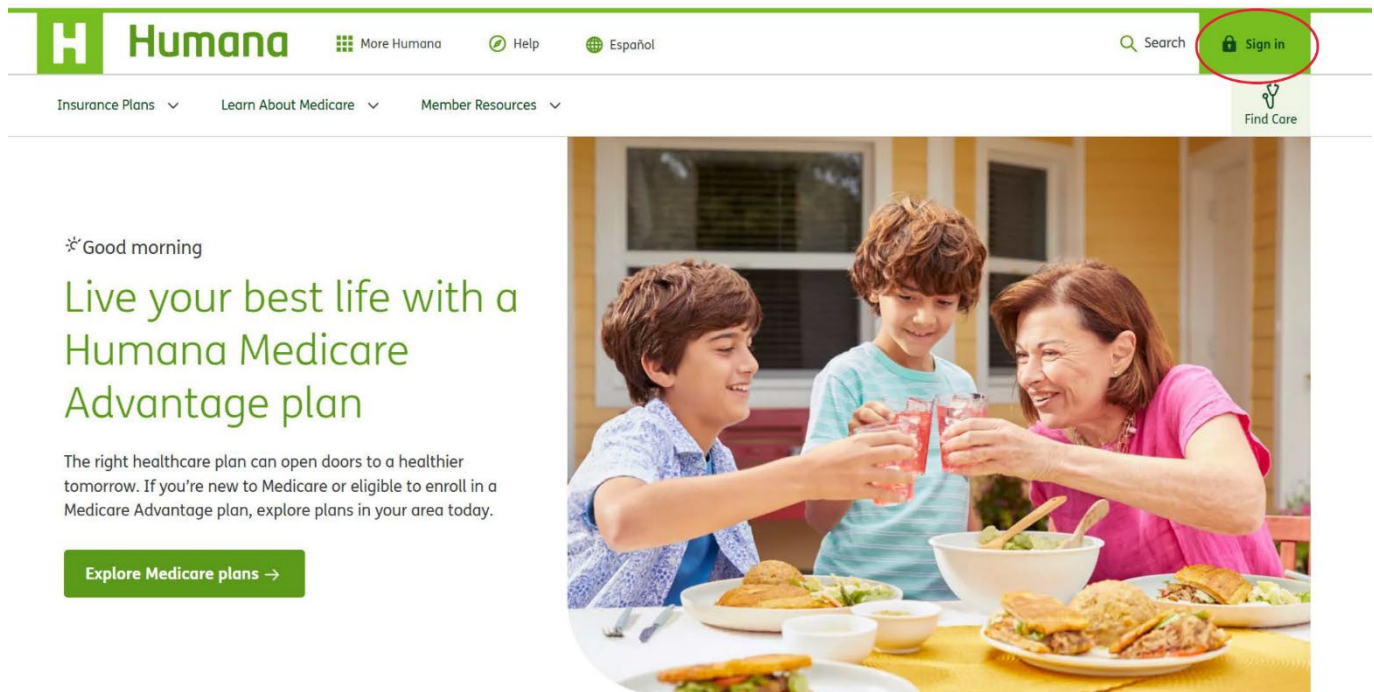 H Humana More Humana Help Español Search Sign in
Insurance Plans Learn About Medicare Member Resources Find Care
Good morning
Live your best life with a
Humana Medicare
Advantage plan
The right healthcare plan can open doors to a healthier
tomorrow. If you're new to Medicare or eligible to enroll in a
Medicare Advantage plan, explore plans in your area today.
Explore Medicare plans →